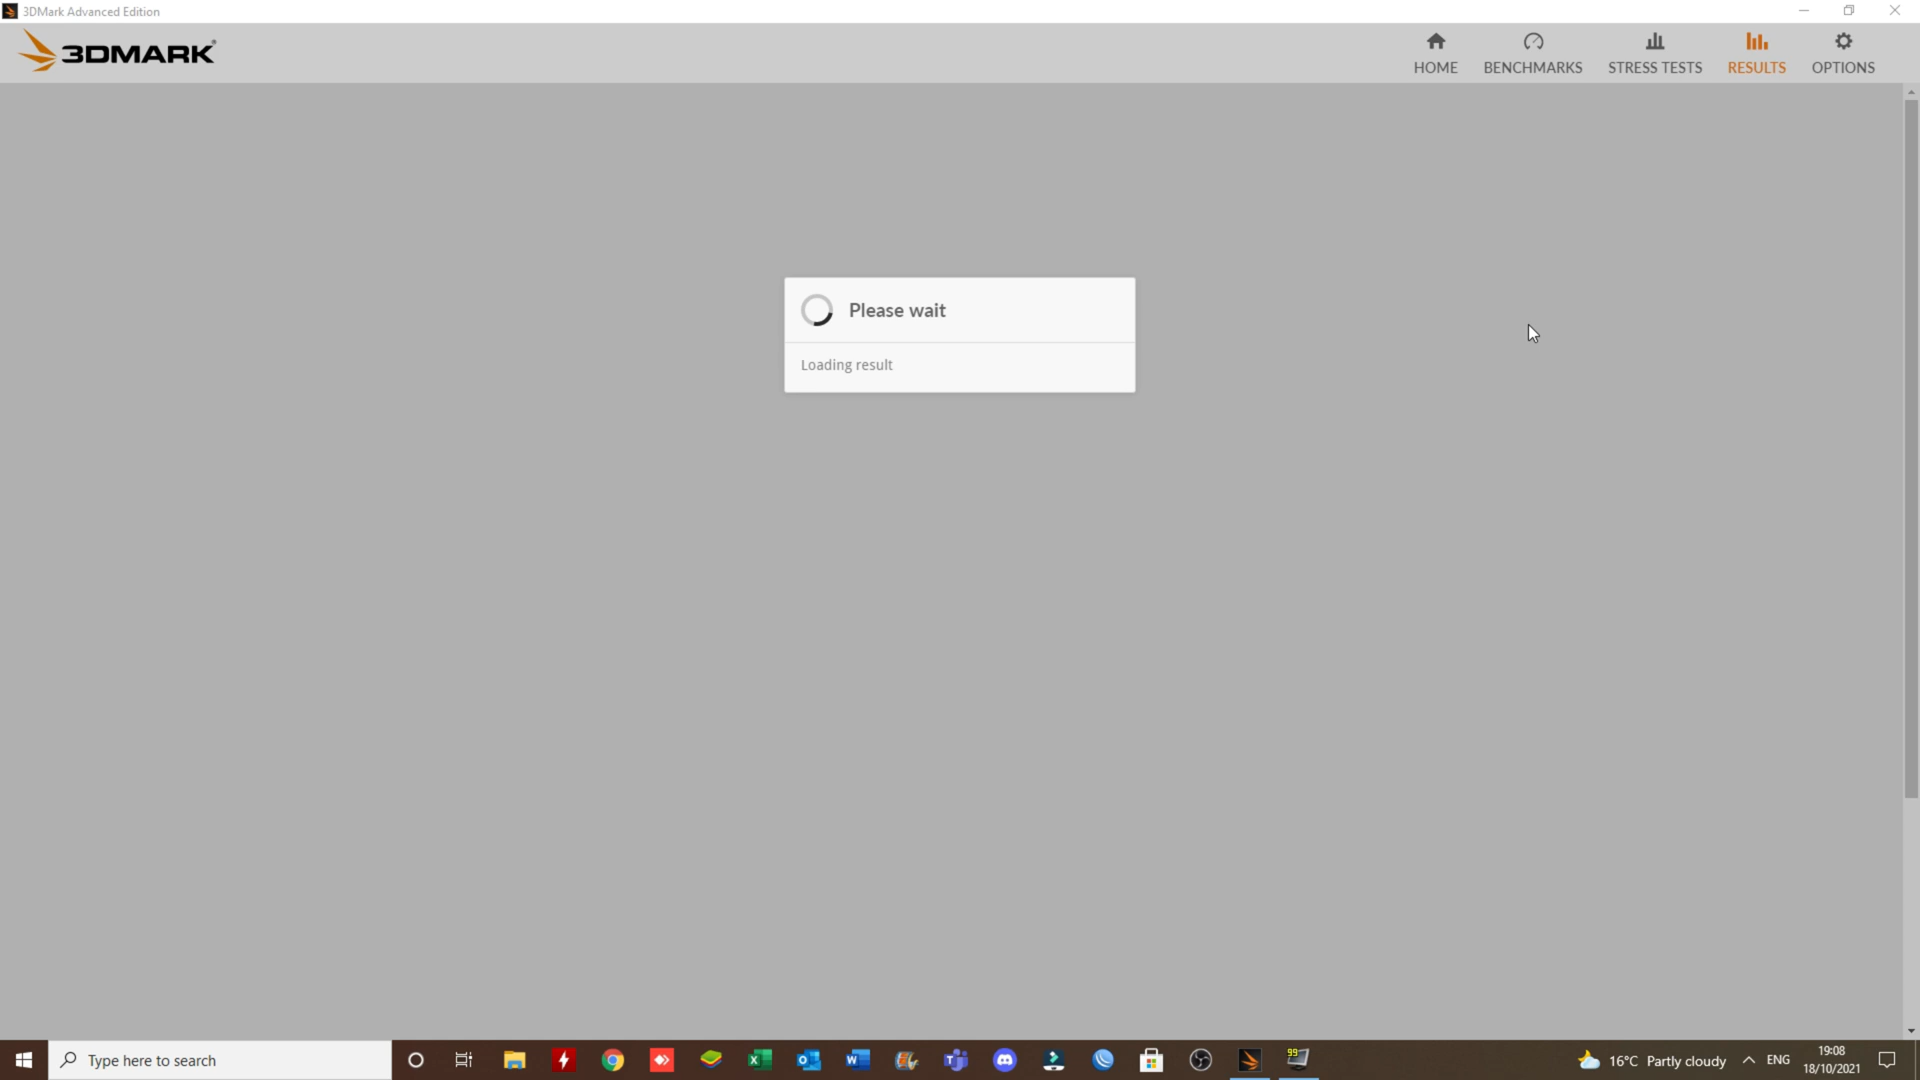 3DMark Advanced Edition
3DMARK®
HOME
BENCHMARKS
STRESS TESTS
RESULTS
OPTIONS
Please wait
Loading result
Type here to search
99
16°C Partly cloudy
ENG
19:08
18/10/2021